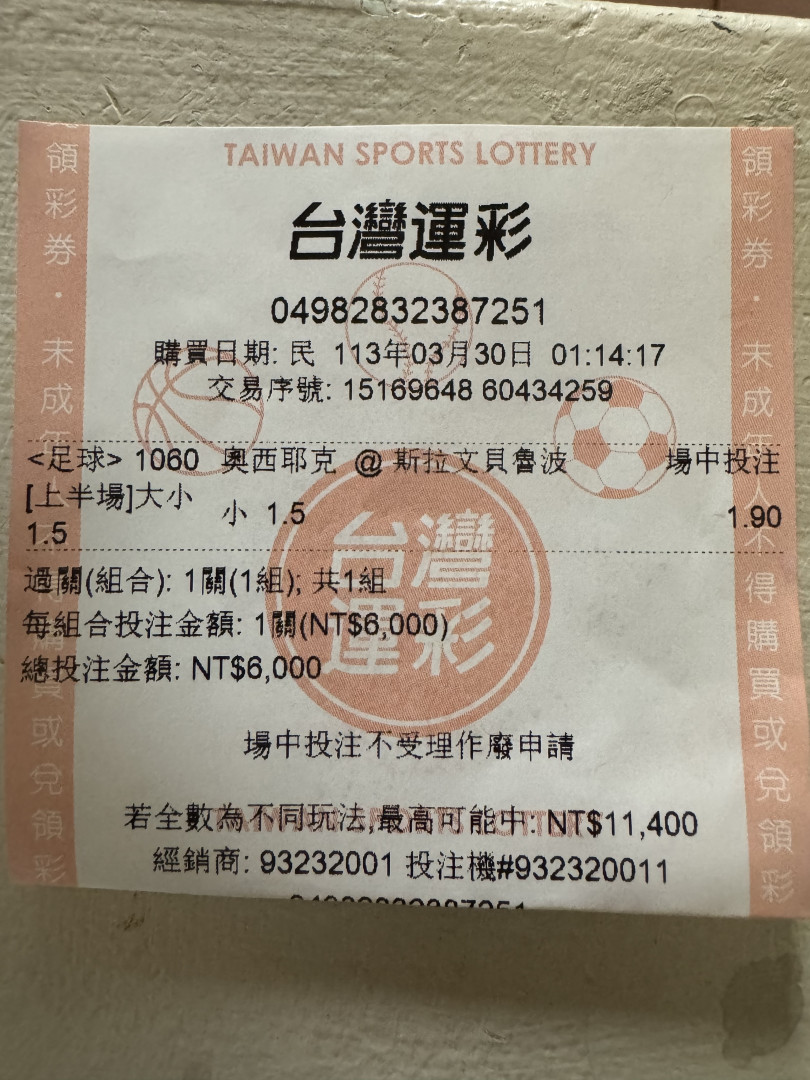 TAIWAN SPORTS LOTTERY
台灣運彩
04982832387251
購買日期: 民 113年03月30日 01:14:17
交易序號: 15169648 60434259
<足球> 1060 奧西耶克 @ 斯拉文貝魯波 場中投注
[上半場]大小 小 1.5 1.90
1.5
台灣運彩
過關(組合): 1關(1組); 共1組
每組合投注金額: 1關(NT$6,000)
總投注金額: NT$6,000
場中投注不受理作廢申請
若全數為不同玩法,最高可能中: NT$11,400
經銷商: 93232001 投注機#932320011
領彩券・未成年
或兌領彩
領彩券・未成年人不得購買或兌領彩